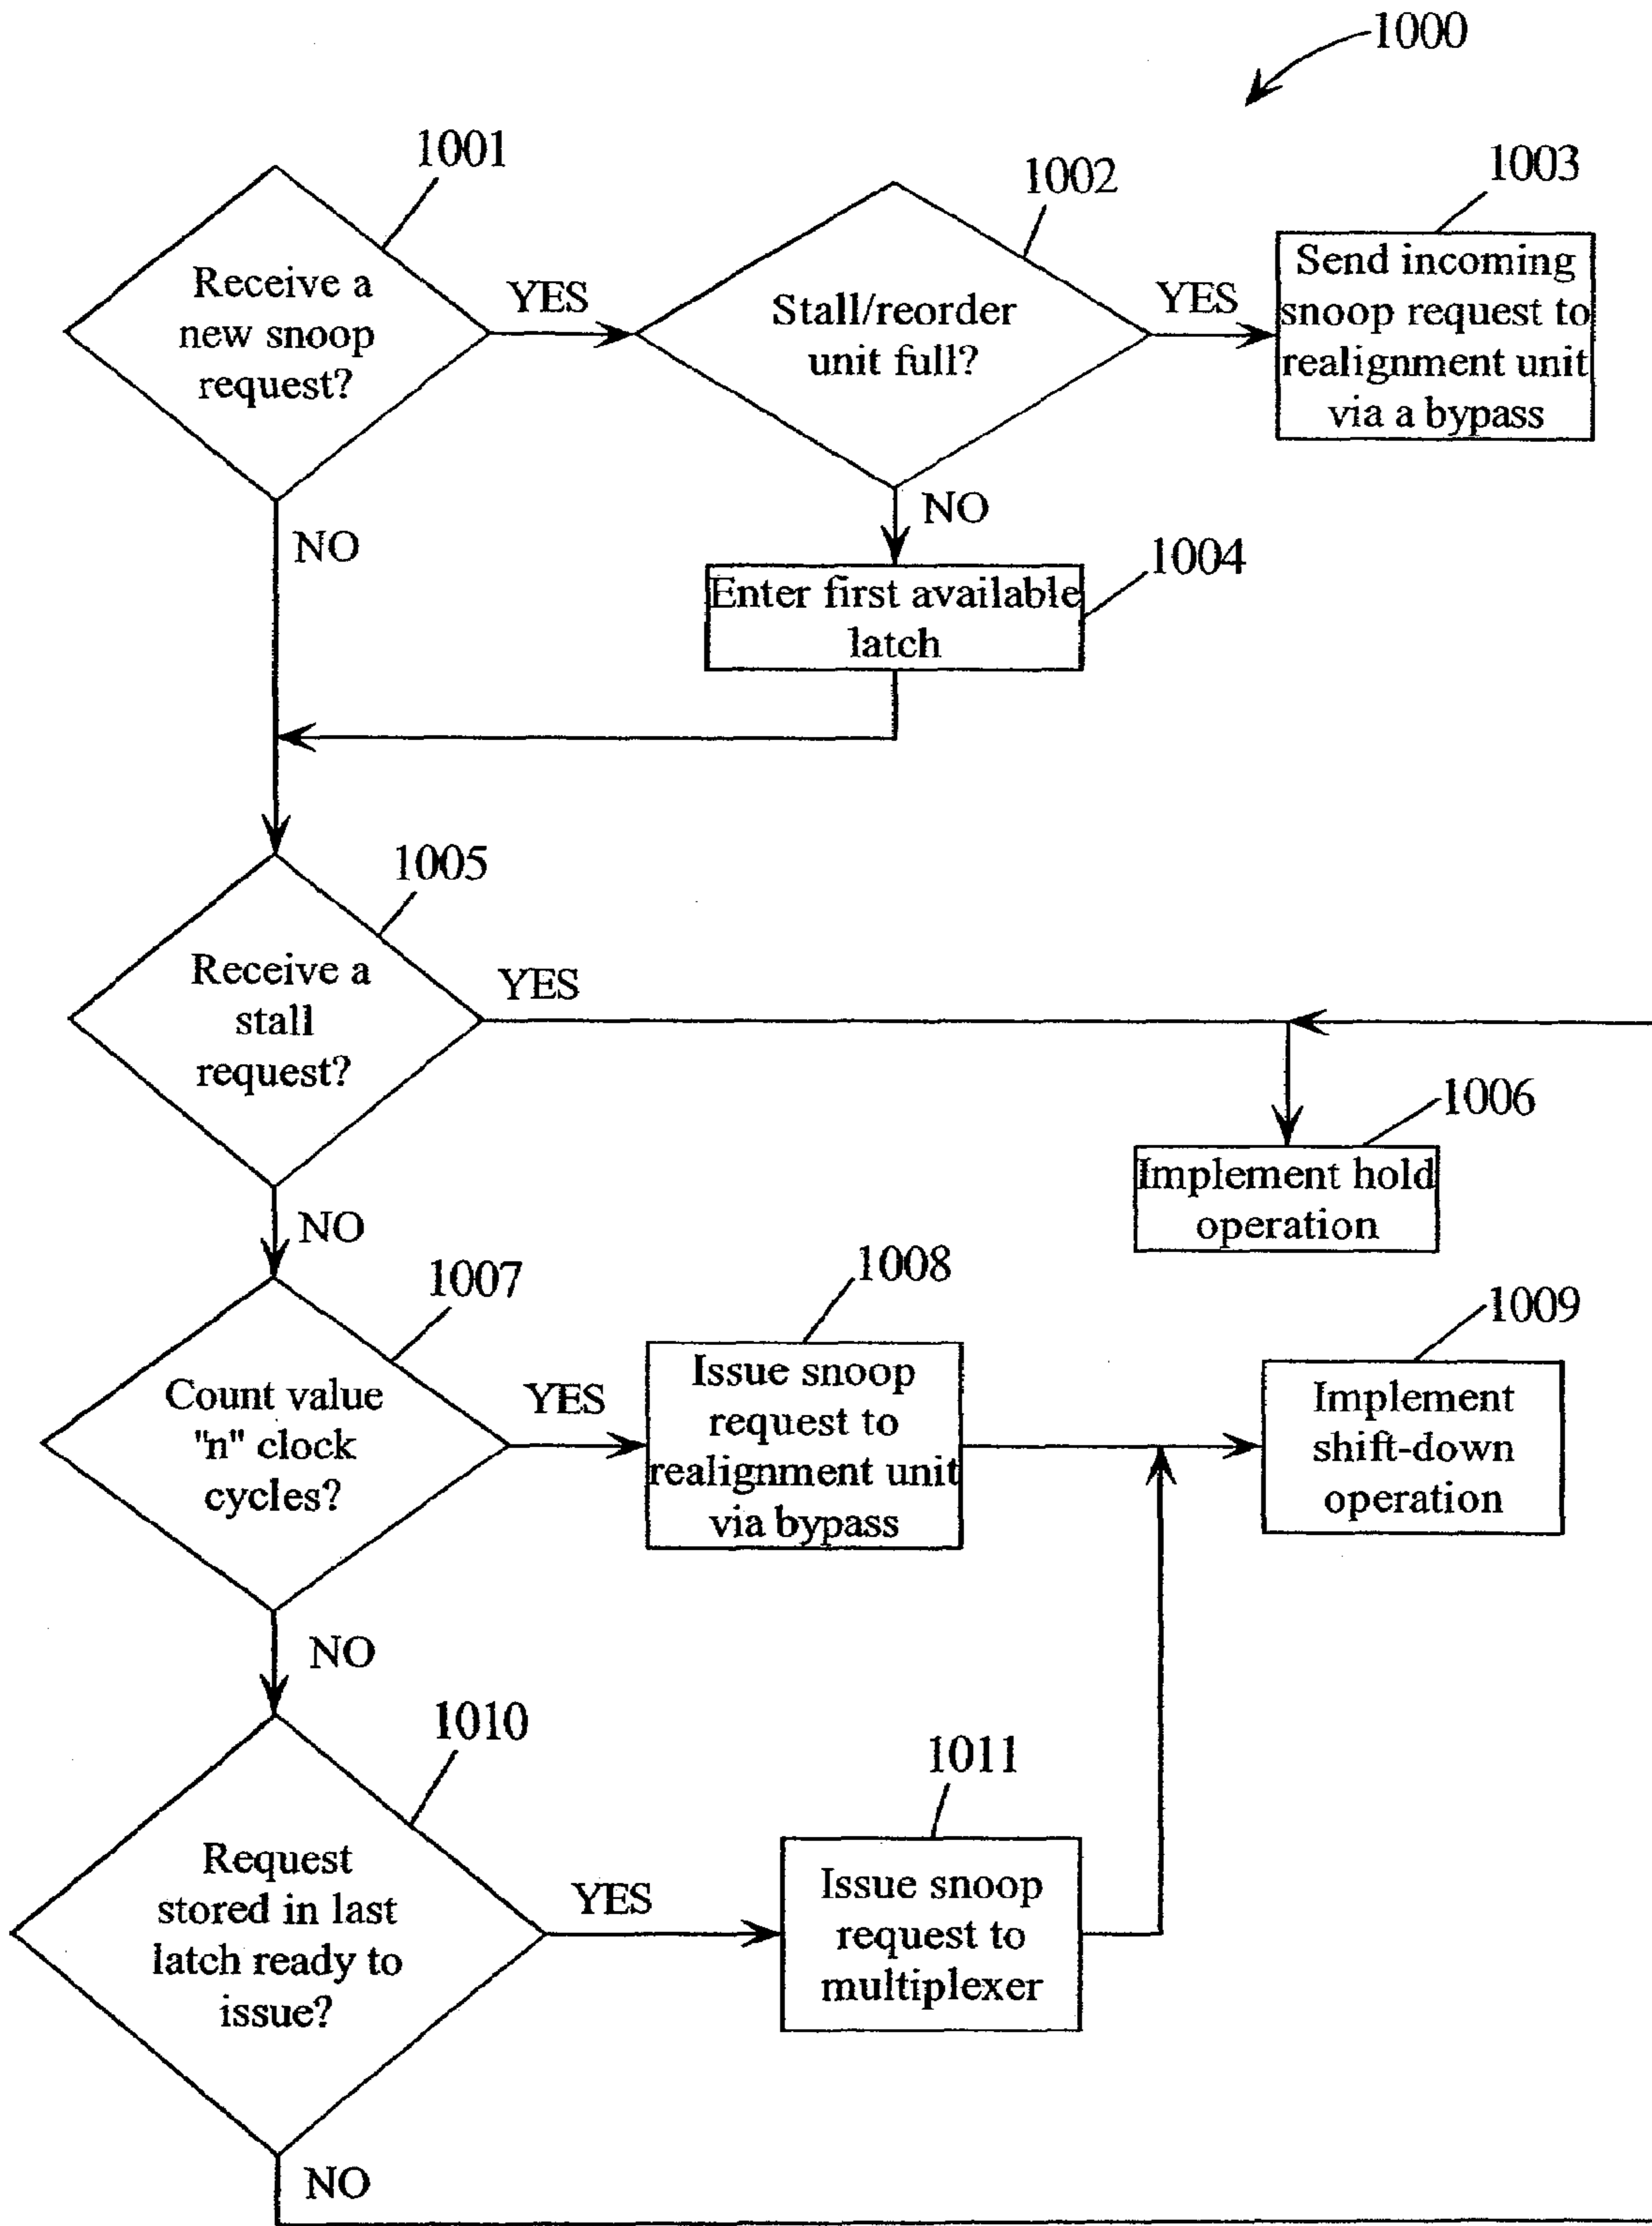 1000
1001
Receive a
new snoop
request?
YES
NO
1002
Stall/reorder
unit full?
YES
NO
1003
Send incoming
snoop request to
realignment unit
via a bypass
1004
Enter first available
latch
1005
Receive a
stall
request?
YES
NO
1006
Implement hold
operation
1007
Count value
"n" clock
cycles?
YES
NO
1008
Issue snoop
request to
realignment unit
via bypass
1009
Implement
shift-down
operation
1010
Request
stored in last
latch ready to
issue?
YES
NO
1011
Issue snoop
request to
multiplexer